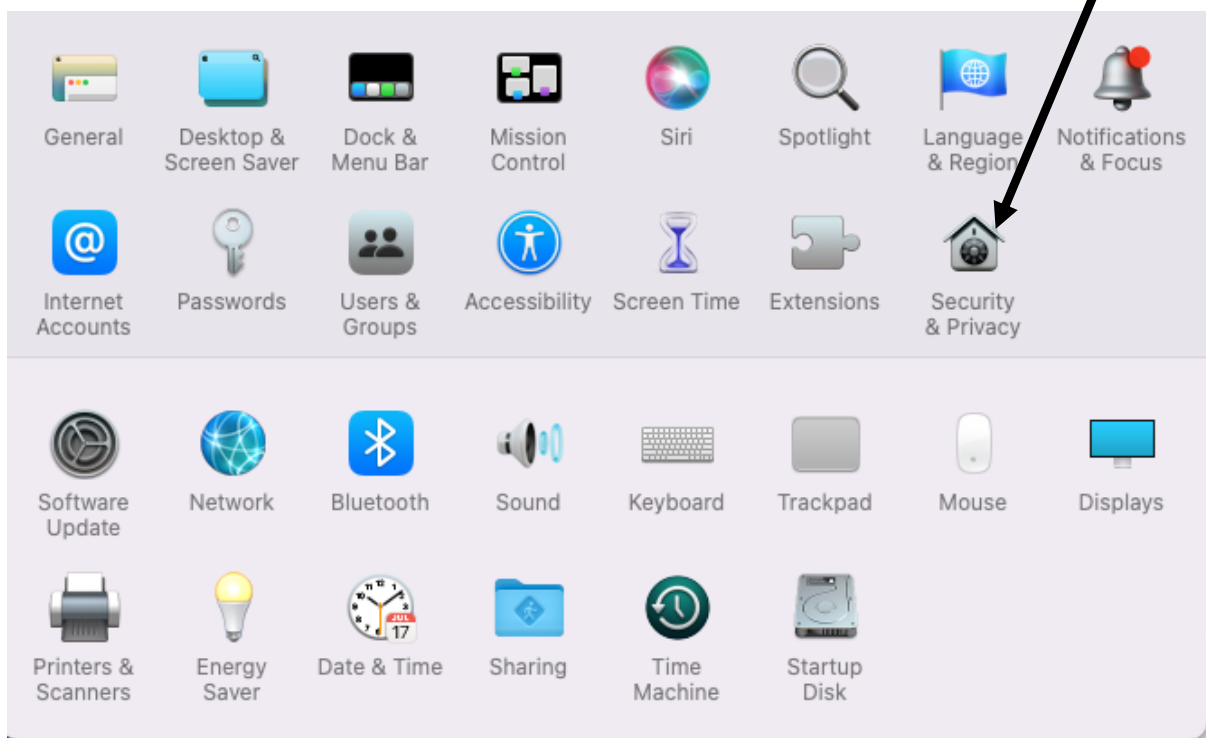 General
Desktop &
Screen Saver
Dock &
Menu Bar
Mission
Control
Siri
Spotlight
Language
& Region
Notifications
& Focus
Internet
Accounts
Passwords
Users &
Groups
Accessibility
Screen Time
Extensions
Security
& Privacy
Software
Update
Network
Bluetooth
Sound
Keyboard
Trackpad
Mouse
Displays
Printers &
Scanners
Energy
Saver
JUL
17
Date & Time
Sharing
Time
Machine
Startup
Disk